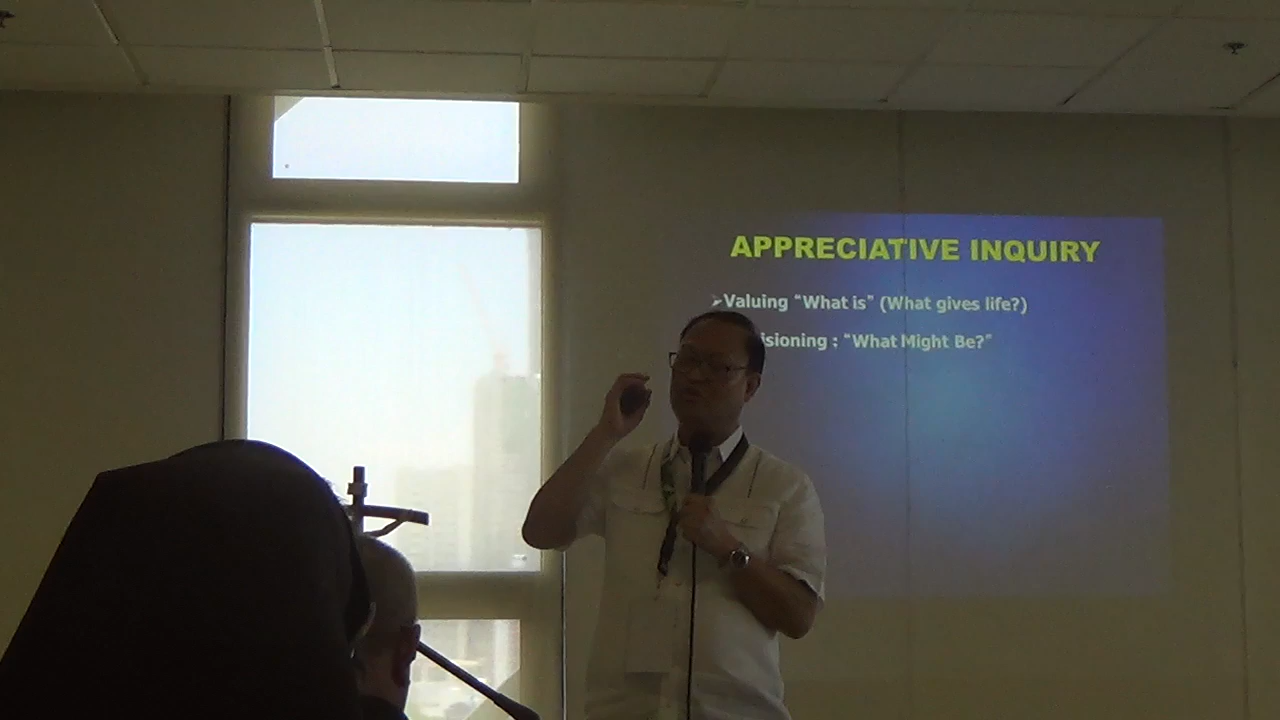 APPRECIATIVE INQUIRY
➢Valuing “What is” (What gives life?)
isioning : “What Might Be?”